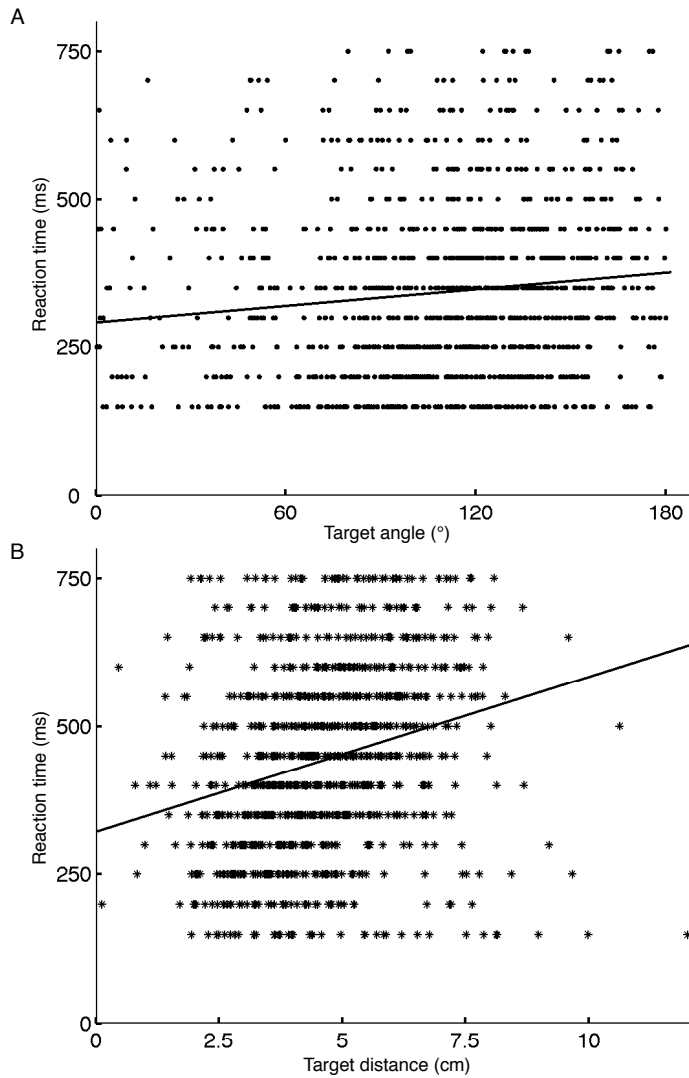 A
750
500
250
0
Reaction time (ms)
0 60 120 180
Target angle (°)
B
750
500
250
0
Reaction time (ms)
0 2.5 5 7.5 10
Target distance (cm)